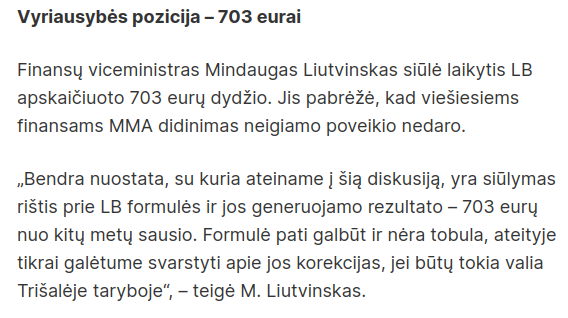 Vyriausybės pozicija – 703 eurai
Finansų viceministras Mindaugas Liutvinskas siūlė laikytis LB
apskaičiuoto 703 eurų dydžio. Jis pabrėžė, kad viešiesiems
finansams MMA didinimas neigiamo poveikio nedaro.
„Bendra nuostata, su kuria ateiname į šią diskusiją, yra siūlymas
rištis prie LB formulės ir jos generuojamo rezultato – 703 eurų
nuo kitų metų sausio. Formulė pati galbūt ir nėra tobula, ateityje
tikrai galėtume svarstyti apie jos korekcijas, jei būtų tokia valia
Trišalėje taryboje“, – teigė M. Liutvinskas.